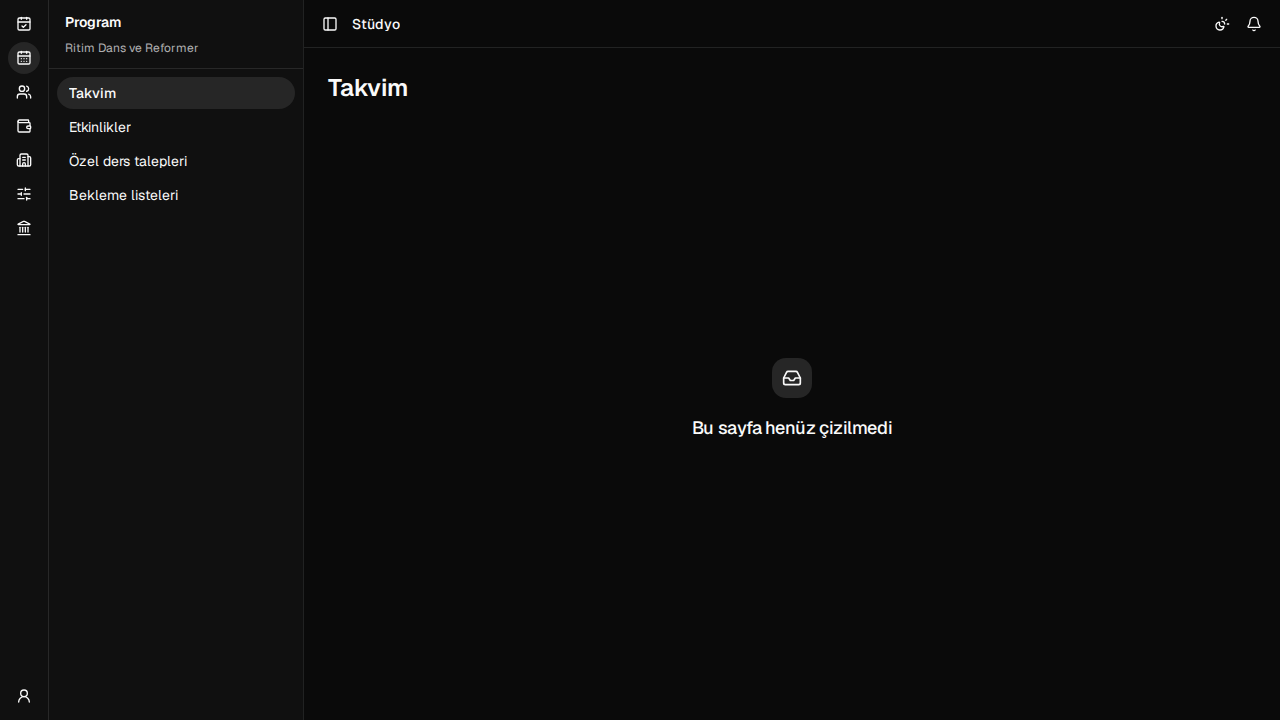 Program
Ritim Dans ve Reformer
Takvim
Etkinlikler
Özel ders talepleri
Bekleme listeleri
Stüdyo
Takvim
Bu sayfa henüz çizilmedi